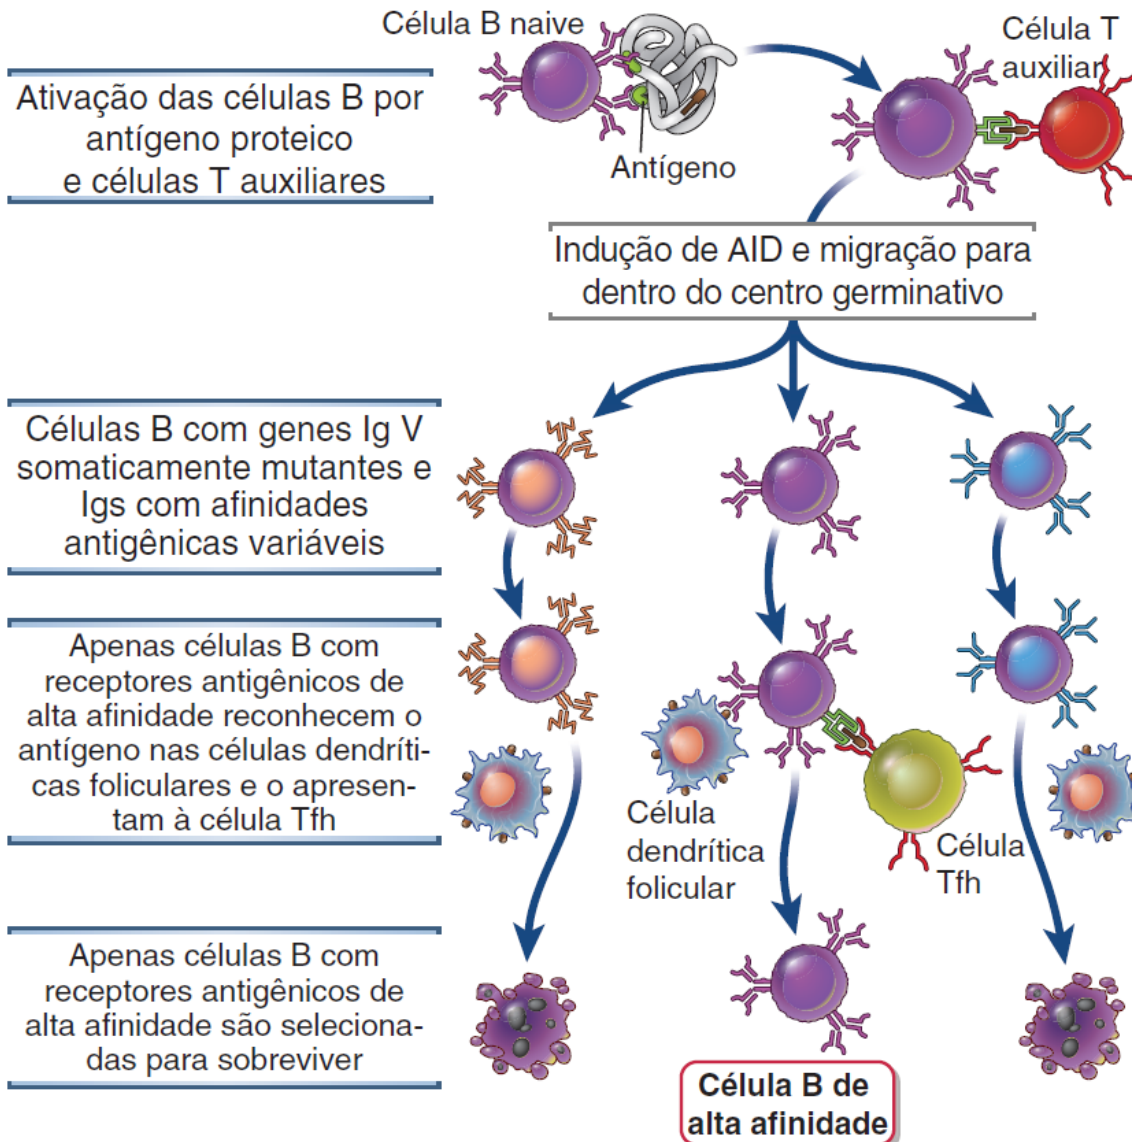 Célula B naive
Célula T
auxiliar
Ativação das células B por
antígeno proteico
e células T auxiliares
Antígeno
Indução de AID e migração para
dentro do centro germinativo
Células B com genes Ig V
somaticamente mutantes e
Igs com afinidades
antigênicas variáveis
Apenas células B com
receptores antigênicos de
alta afinidade reconhecem o
antígeno nas células dendríti-
cas foliculares e o apresen-
tam à célula Tfh
Célula
dendrítica
folicular
Célula
Tfh
Apenas células B com
receptores antigênicos de
alta afinidade são seleciona-
das para sobreviver
Célula B de
alta afinidade